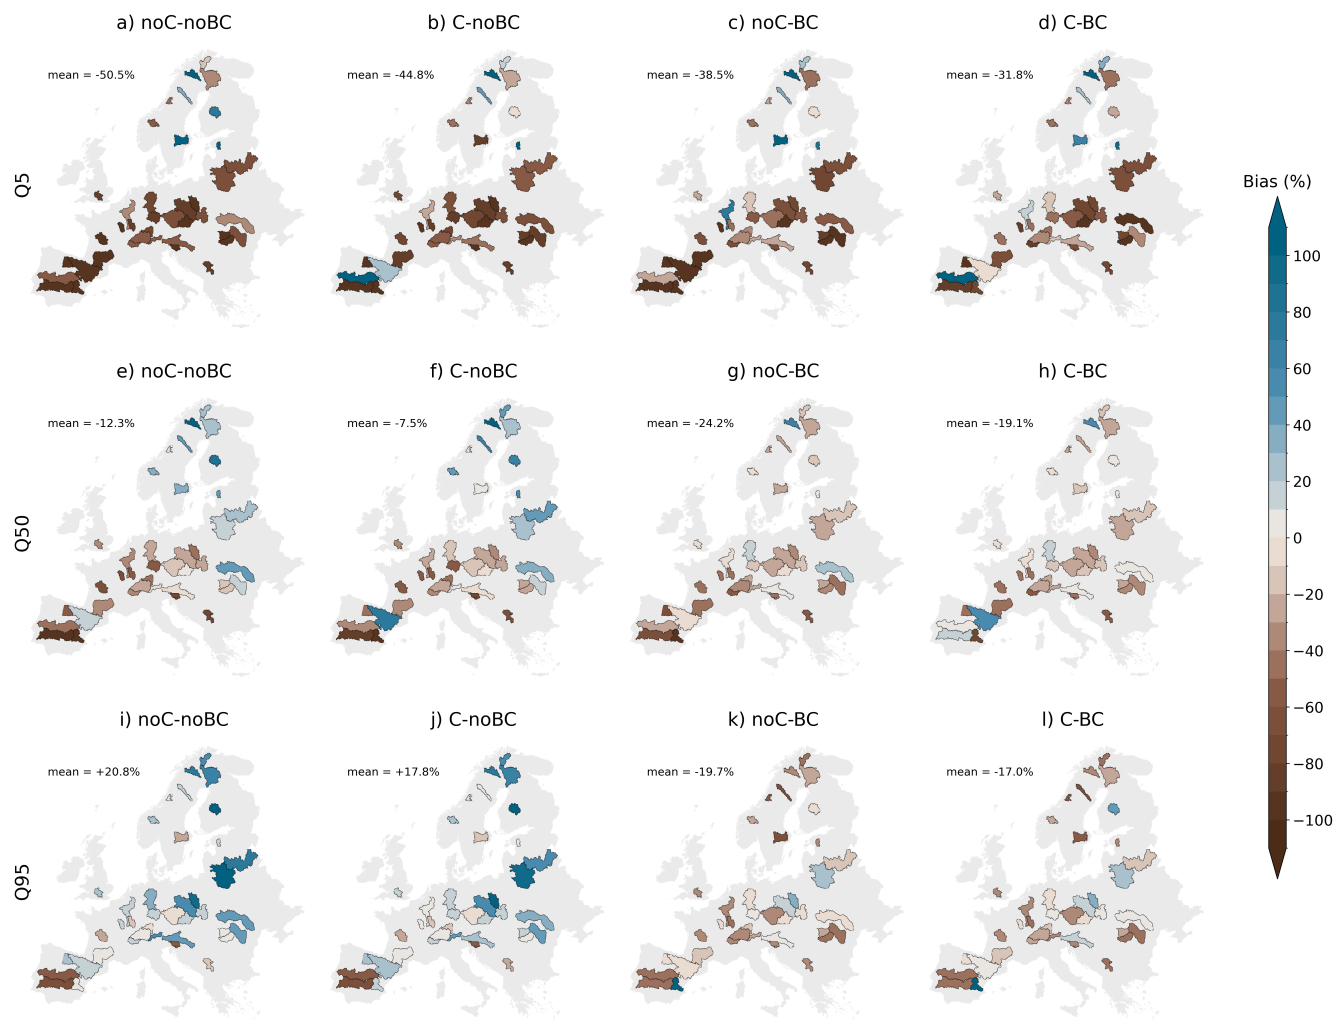 a) noC-noBC
b) C-noBC
c) noC-BC
d) C-BC
mean = -50.5%
mean = -44.8%
mean = -38.5%
mean = -31.8%
Q5
Bias (%)
e) noC-noBC
f) C-noBC
g) noC-BC
h) C-BC
mean = -12.3%
mean = -7.5%
mean = -24.2%
mean = -19.1%
Q50
i) noC-noBC
j) C-noBC
k) noC-BC
l) C-BC
mean = +20.8%
mean = +17.8%
mean = -19.7%
mean = -17.0%
Q95
100
80
60
40
20
0
−20
−40
−60
−80
−100